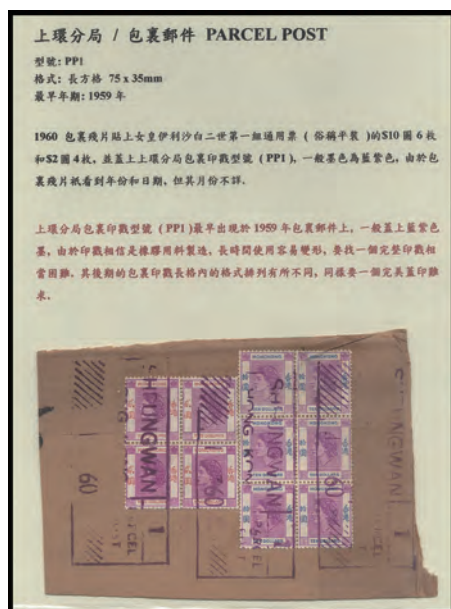 上環分局 / 包裹郵件 PARCEL POST
型號: PP1
格式: 長方格 75 x 35mm
最早年期: 1959 年
1960 包裹殘片貼上女皇伊利沙白二世第一組通用票 ( 俗稱平裝 )的$10 圓 6 枚
和$2 圓 4 枚，並蓋上上環分局包裹印戳型號 (PP1)，一般墨色為藍紫色，由於包
裹殘片祇看到年份和日期，但其月份不詳。
上環分局包裹印戳型號 (PP1)最早出現於 1959 年包裹郵件上，一般蓋上藍紫色
墨，由於印戳相信是橡膠用料製造，長時間使用容易變形，要找一個完整印戳相
當困難。其後期的包裹印戳長格內的格式排列有所不同，同樣要一個完美蓋印難
求。
SHEUNGWAN
60
SHEUNGWAN
60
60
PARCEL